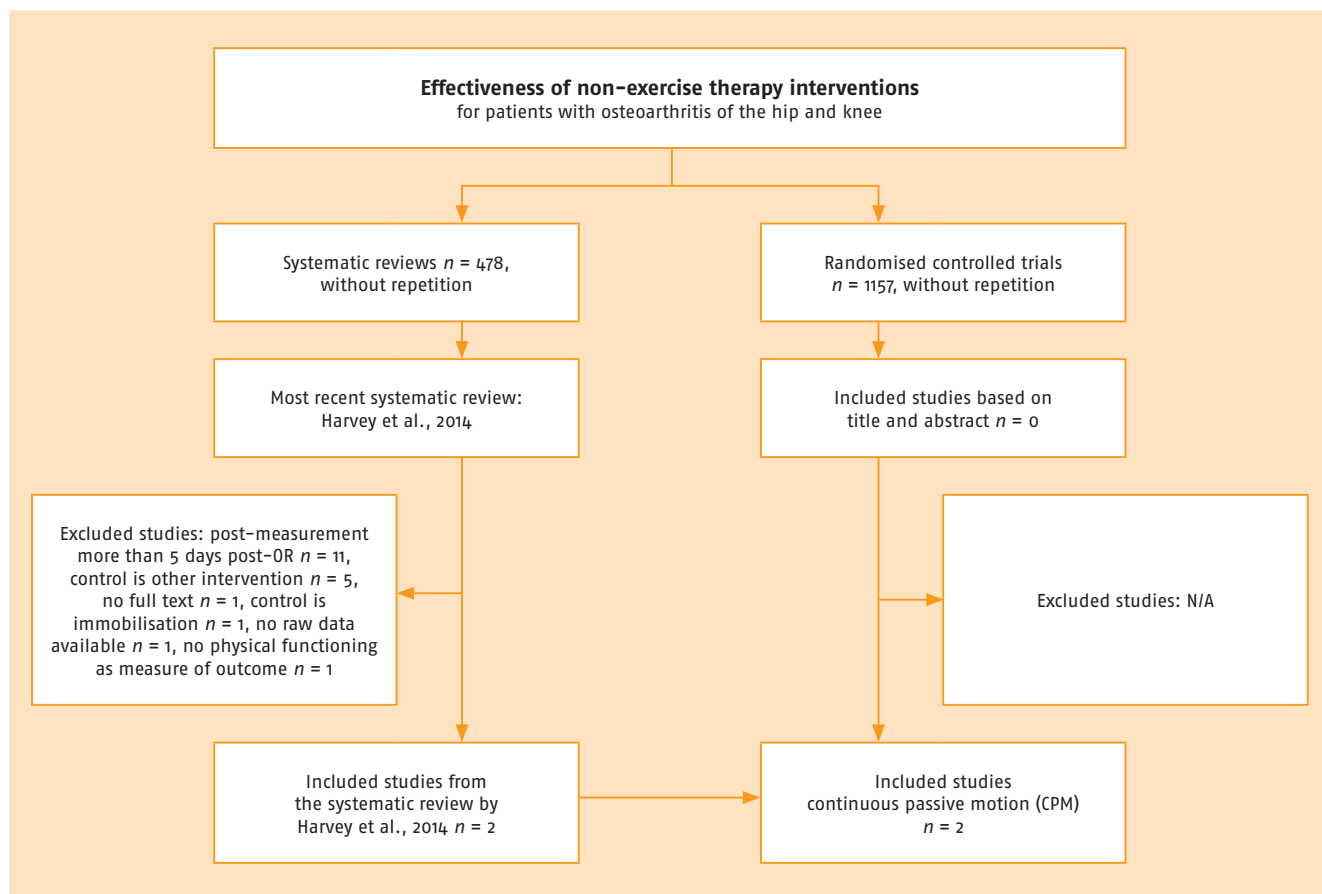 Effectiveness of non-exercise therapy interventions
for patients with osteoarthritis of the hip and knee
Systematic reviews n = 478,
without repetition
Randomised controlled trials
n = 1157, without repetition
Most recent systematic review:
Harvey et al., 2014
Included studies based on
title and abstract n = 0
Excluded studies: post-measurement
more than 5 days post-OR n = 11,
control is other intervention n = 5,
no full text n = 1, control is
immobilisation n = 1, no raw data
available n = 1, no physical functioning
as measure of outcome n = 1
Excluded studies: N/A
Included studies from
the systematic review by
Harvey et al., 2014 n = 2
Included studies
continuous passive motion (CPM)
n = 2